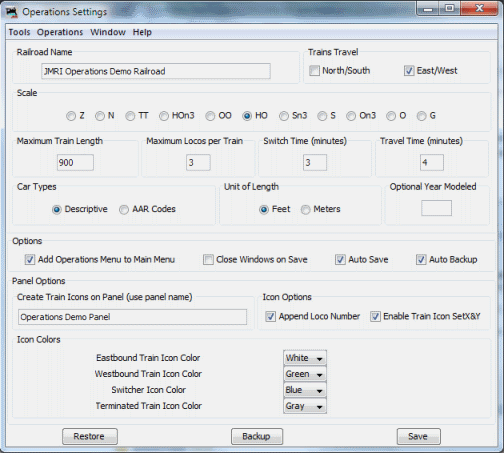 Operations Settings
Tools Operations Window Help
Railroad Name Trains Travel
JMRI Operations Demo Railroad North/South East/West
Scale
Z N TT HOn3 OO HO Sn3 S On3 O G
Maximum Train Length Maximum Locos per Train Switch Time (minutes) Travel Time (minutes)
900 3 3 4
Car Types Unit of Length Optional Year Modeled
Descriptive AAR Codes Feet Meters
Options
Add Operations Menu to Main Menu Close Windows on Save Auto Save Auto Backup
Panel Options
Create Train Icons on Panel (use panel name) Icon Options
Operations Demo Panel Append Loco Number Enable Train Icon SetX&Y
Icon Colors
Eastbound Train Icon Color White
Westbound Train Icon Color Green
Switcher Icon Color Blue
Terminated Train Icon Color Gray
Restore Backup Save